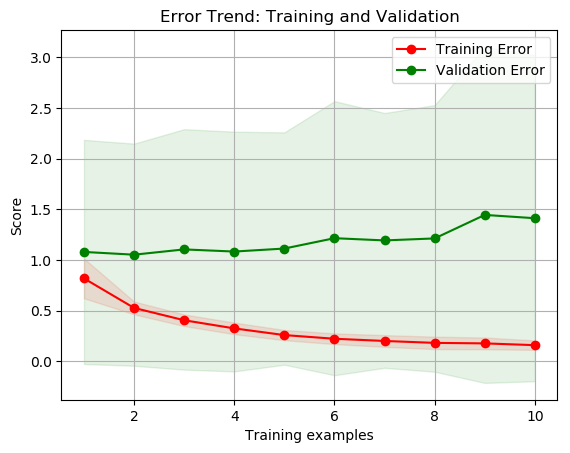 Error Trend: Training and Validation
Training Error
Validation Error
3.0
2.5
2.0
1.5
1.0
0.5
0.0
Score
2 4 6 8 10
Training examples